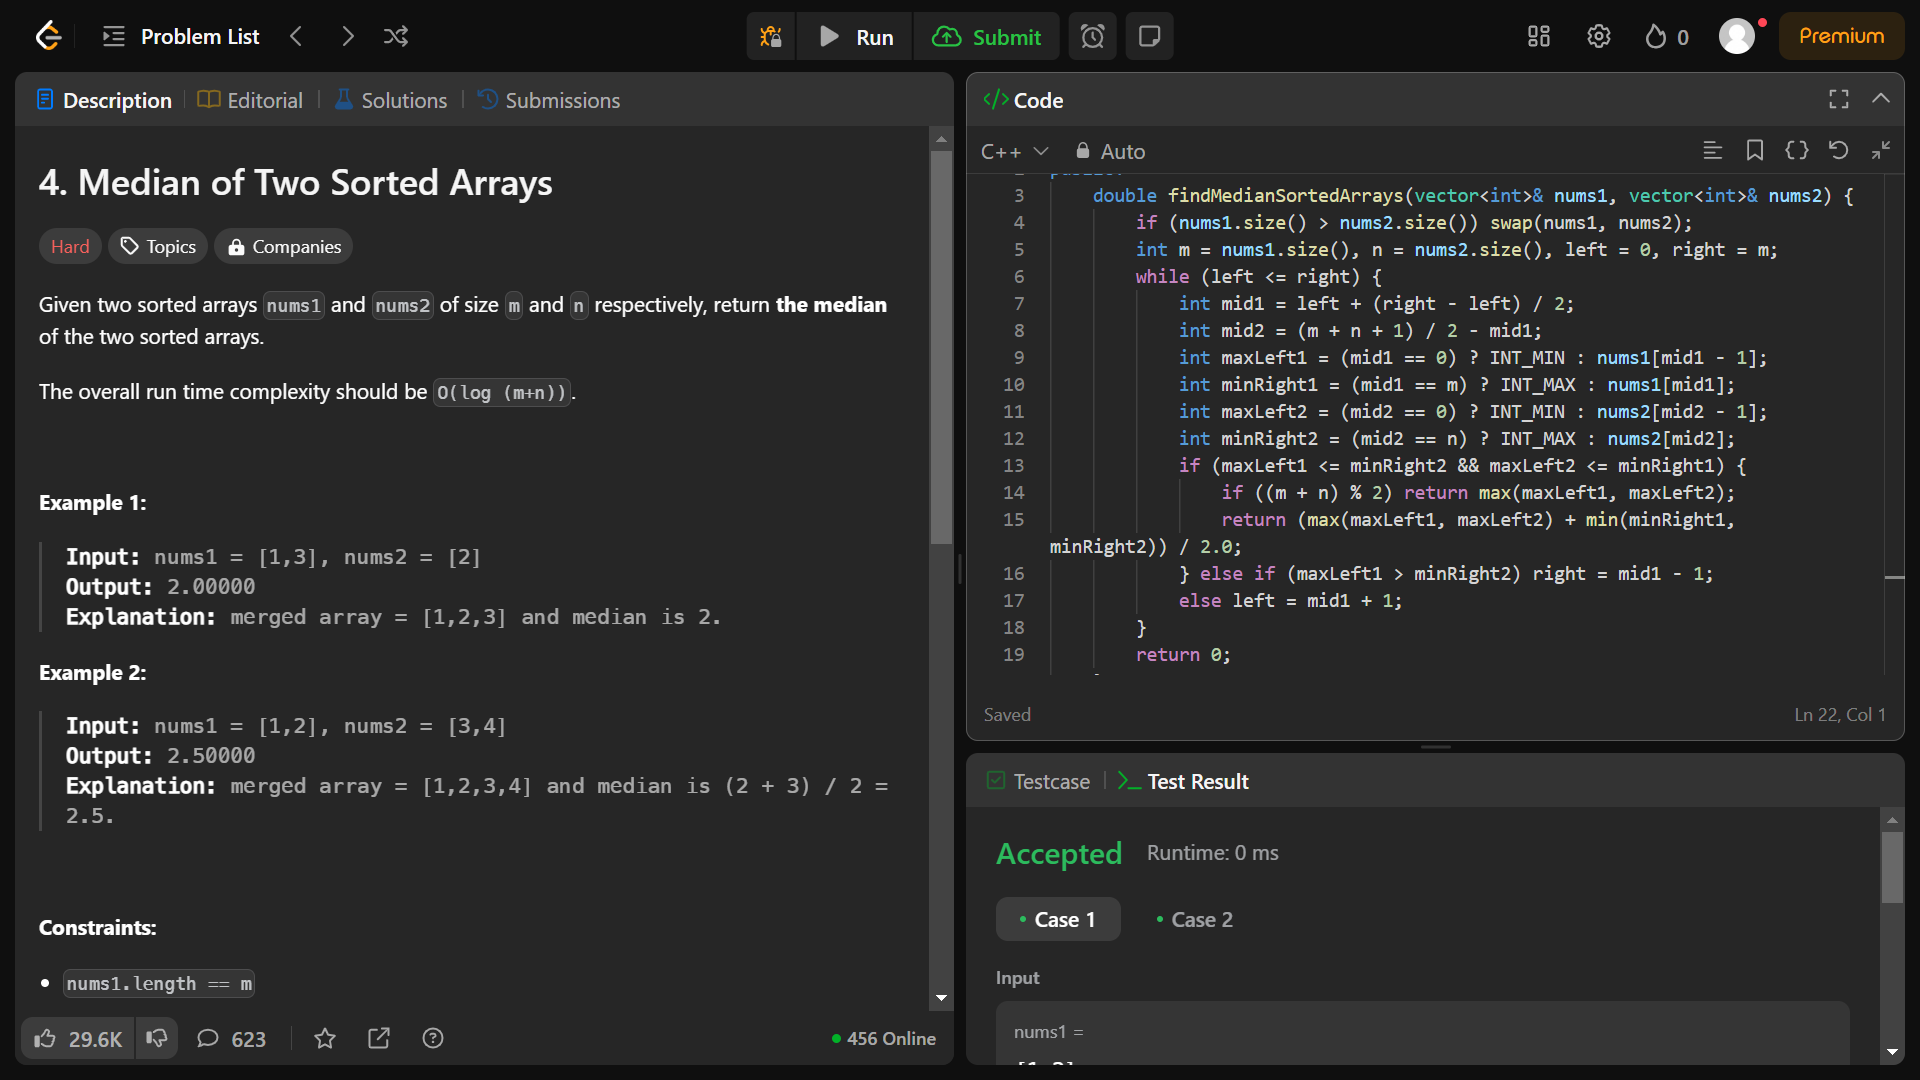 Problem List
Run
Submit
0
Premium
Description
Editorial
Solutions
Submissions
4. Median of Two Sorted Arrays
Hard
Topics
Companies
Given two sorted arrays nums1 and nums2 of size m and n respectively, return the median
of the two sorted arrays.
The overall run time complexity should be O(log (m+n)).
Example 1:
Input: nums1 = [1,3], nums2 = [2]
Output: 2.00000
Explanation: merged array = [1,2,3] and median is 2.
Example 2:
Input: nums1 = [1,2], nums2 = [3,4]
Output: 2.50000
Explanation: merged array = [1,2,3,4] and median is (2 + 3) / 2 =
2.5.
Constraints:
nums1.length == m
29.6K
623
456 Online
</> Code
C++
Auto
3 double findMedianSortedArrays(vector<int>& nums1, vector<int>& nums2) {
4 if (nums1.size() > nums2.size()) swap(nums1, nums2);
5 int m = nums1.size(), n = nums2.size(), left = 0, right = m;
6 while (left <= right) {
7 int mid1 = left + (right - left) / 2;
8 int mid2 = (m + n + 1) / 2 - mid1;
9 int maxLeft1 = (mid1 == 0) ? INT_MIN : nums1[mid1 - 1];
10 int minRight1 = (mid1 == m) ? INT_MAX : nums1[mid1];
11 int maxLeft2 = (mid2 == 0) ? INT_MIN : nums2[mid2 - 1];
12 int minRight2 = (mid2 == n) ? INT_MAX : nums2[mid2];
13 if (maxLeft1 <= minRight2 && maxLeft2 <= minRight1) {
14 if ((m + n) % 2) return max(maxLeft1, maxLeft2);
15 return (max(maxLeft1, maxLeft2) + min(minRight1,
minRight2)) / 2.0;
16 } else if (maxLeft1 > minRight2) right = mid1 - 1;
17 else left = mid1 + 1;
18 }
19 return 0;
Saved
Ln 22, Col 1
Testcase
Test Result
Accepted
Runtime: 0 ms
Case 1
Case 2
Input
nums1 =